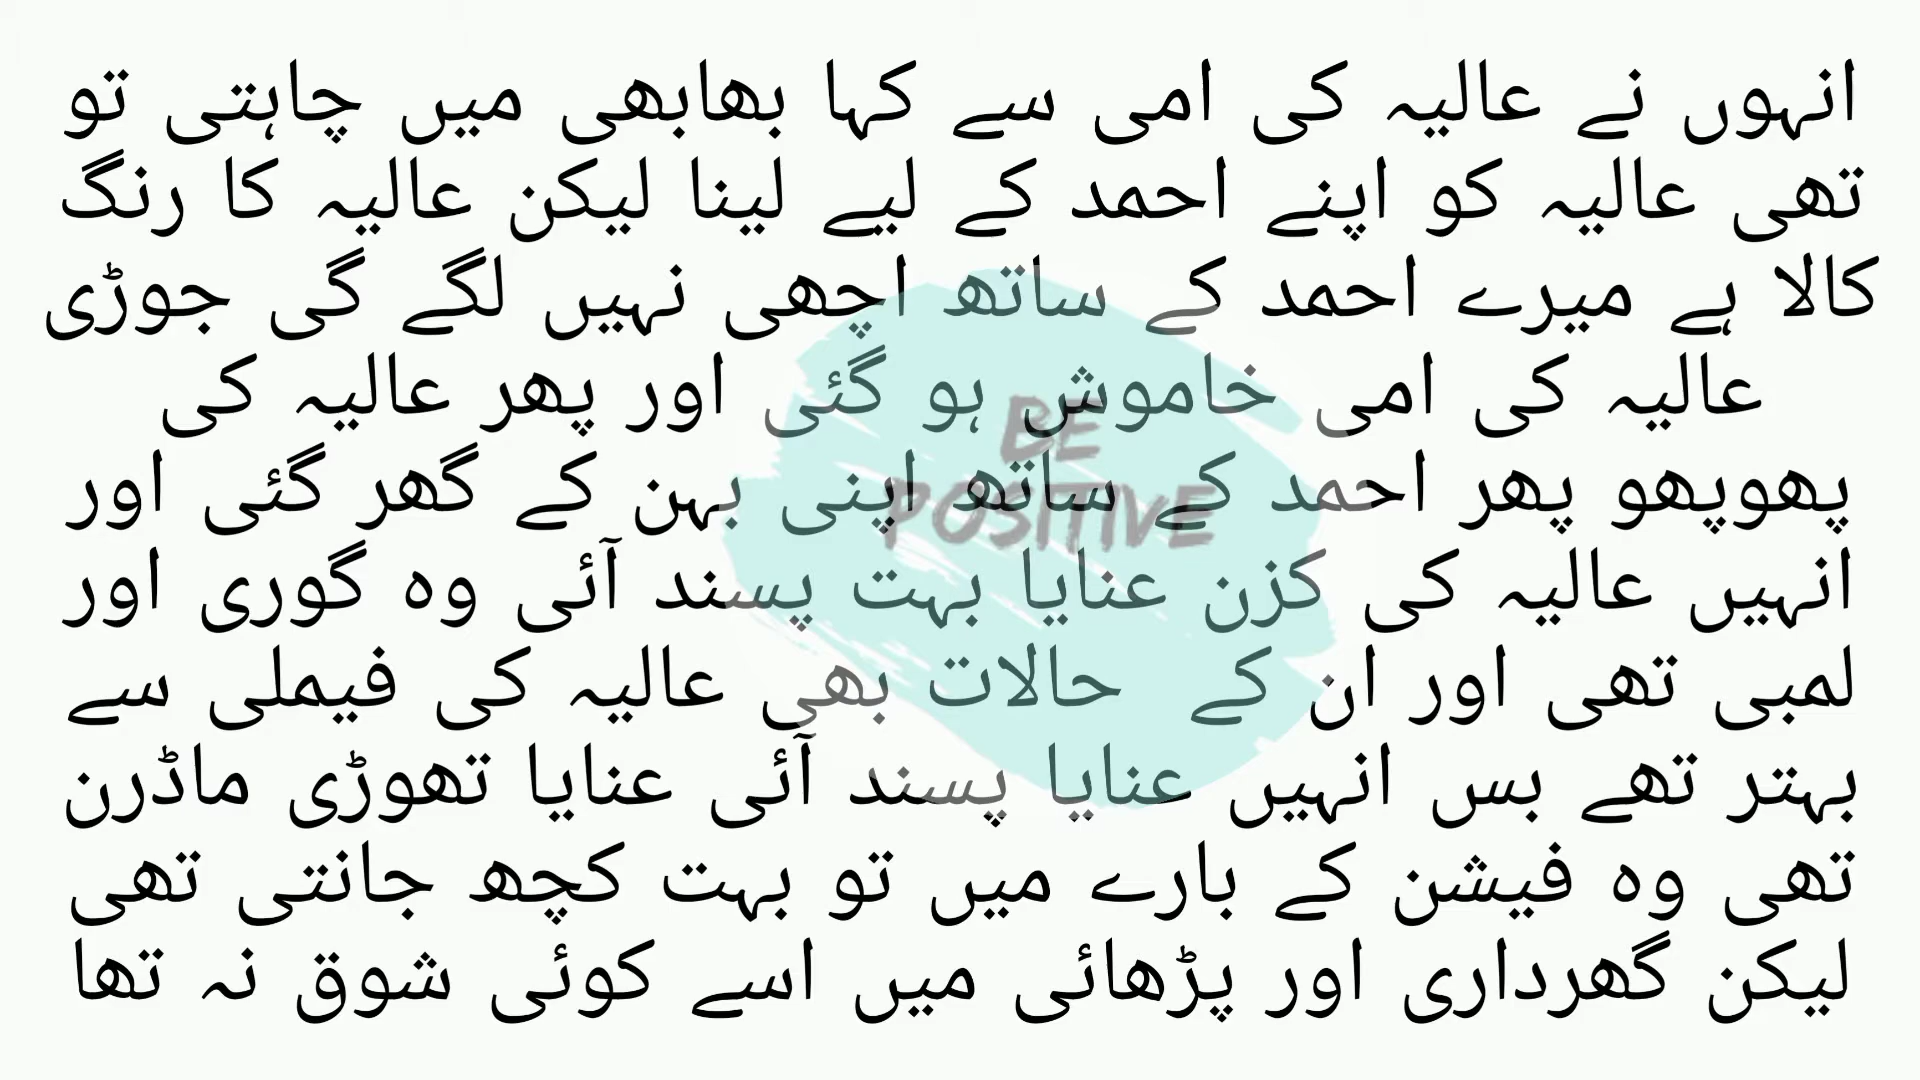 انہوں نے عالیہ کی امی سے کہا بھابھی میں چاہتی تو
تھی عالیہ کو اپنے احمد کے لیے لینا لیکن عالیہ کا رنگ
کالا ہے میرے احمد کے ساتھ اچھی نہیں لگے گی جوڑی
عالیہ کی امی خاموش ہو گئی اور پھر عالیہ کی
پھوپھو پھر احمد کے ساتھ اپنی بہن کے گھر گئی اور
انہیں عالیہ کی کزن عنایا بہت پسند آئی وہ گوری اور
لمبی تھی اور ان کے حالات بھی عالیہ کی فیملی سے
بہتر تھے بس انہیں عنایا پسند آئی عنایا تھوڑی ماڈرن
تھی وہ فیشن کے بارے میں تو بہت کچھ جانتی تھی
لیکن گھرداری اور پڑھائی میں اسے کوئی شوق نہ تھا
BE
POSITIVE